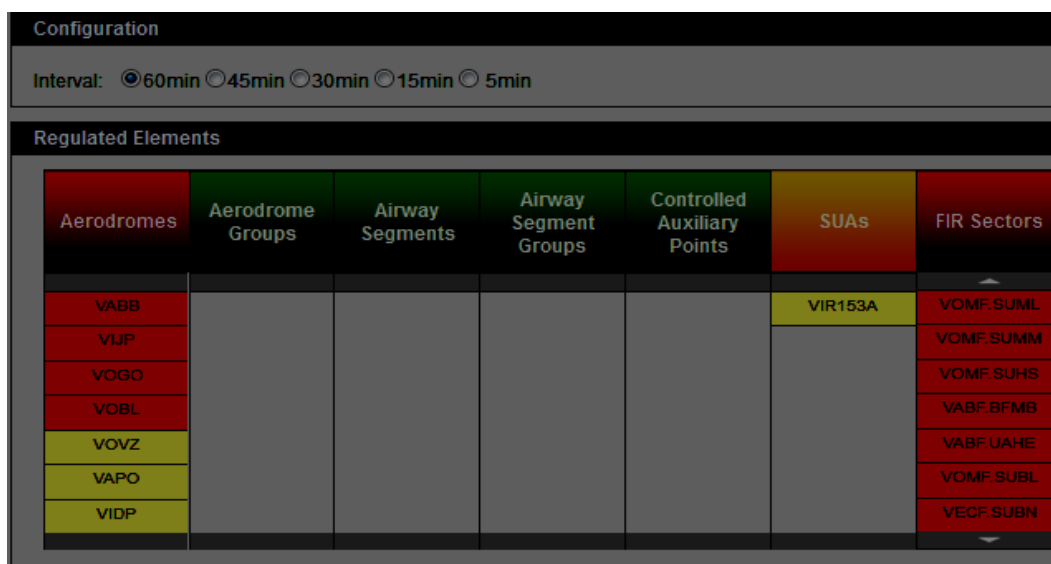 Configuration
Interval: 60min 45min 30min 15min 5min
Regulated Elements
Aerodromes
Aerodrome
Groups
Airway
Segments
Airway
Segment
Groups
Controlled
Auxiliary
Points
SUAs
FIR Sectors
VABB VIR153A VOMF.SUML
VIJP VOMF.SUMM
VOGO VOMF.SUHS
VOBL VABF.BFMB
VOVZ VABF.UAHE
VAPO VOMF.SUBL
VIDP VECF.SUBN